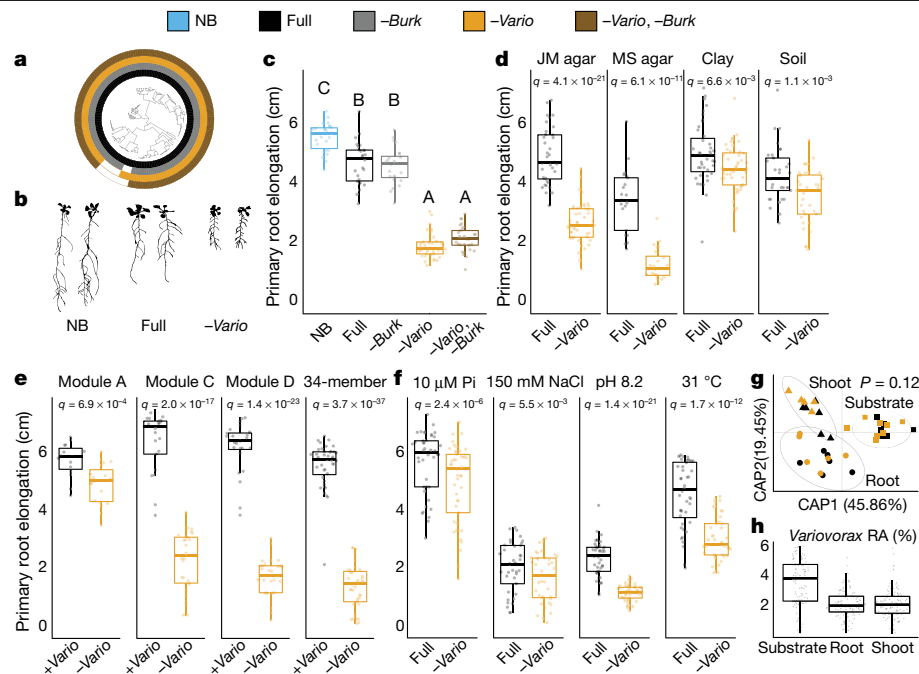 NB Full –Burk –Vario –Vario, –Burk
a
b
NB Full –Vario
c
Primary root elongation (cm)
6
4
2
0
C B B A A
NB Full –Burk –Vario –Vario, –Burk
d
JM agar MS agar Clay Soil
q = 4.1 × 10⁻²¹ q = 6.1 × 10⁻¹¹ q = 6.6 × 10⁻³ q = 1.1 × 10⁻³
Primary root elongation (cm)
6
4
2
0
Full –Vario Full –Vario Full –Vario Full –Vario
e
Module A Module C Module D 34-member
q = 6.9 × 10⁻⁴ q = 2.0 × 10⁻¹⁷ q = 1.4 × 10⁻²³ q = 3.7 × 10⁻³⁷
Primary root elongation (cm)
6
4
2
0
+Vario –Vario +Vario –Vario +Vario –Vario +Vario –Vario
f
10 μM Pi 150 mM NaCl pH 8.2 31 °C
q = 2.4 × 10⁻⁶ q = 5.5 × 10⁻³ q = 1.4 × 10⁻²¹ q = 1.7 × 10⁻¹²
Primary root elongation (cm)
6
4
2
0
Full –Vario Full –Vario Full –Vario Full –Vario
g
Shoot P = 0.12
Substrate
Root
CAP2(19.45%)
CAP1 (45.86%)
h
Variovorax RA (%)
6
4
2
Substrate Root Shoot